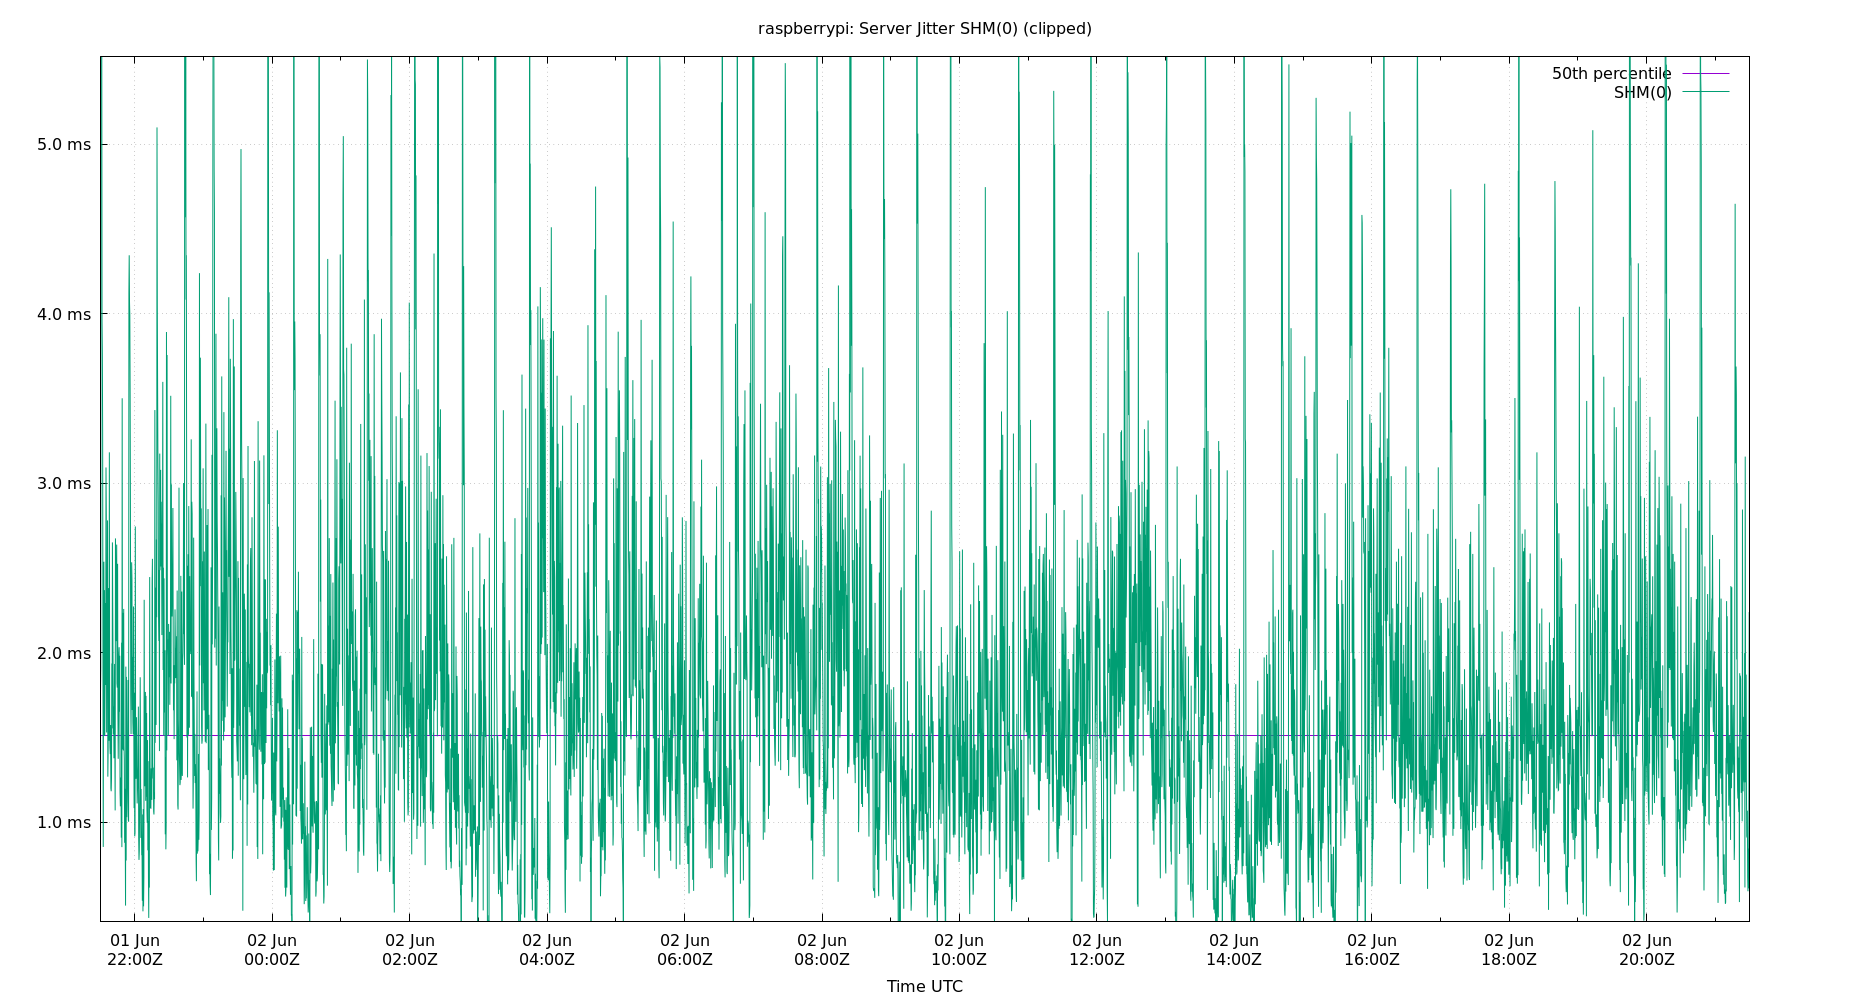 raspberrypi: Server Jitter SHM(0) (clipped)
50th percentile
SHM(0)
5.0 ms
4.0 ms
3.0 ms
2.0 ms
1.0 ms
01 Jun 02 Jun 02 Jun 02 Jun 02 Jun 02 Jun 02 Jun 02 Jun 02 Jun 02 Jun 02 Jun 02 Jun
22:00Z 00:00Z 02:00Z 04:00Z 06:00Z 08:00Z 10:00Z 12:00Z 14:00Z 16:00Z 18:00Z 20:00Z
Time UTC